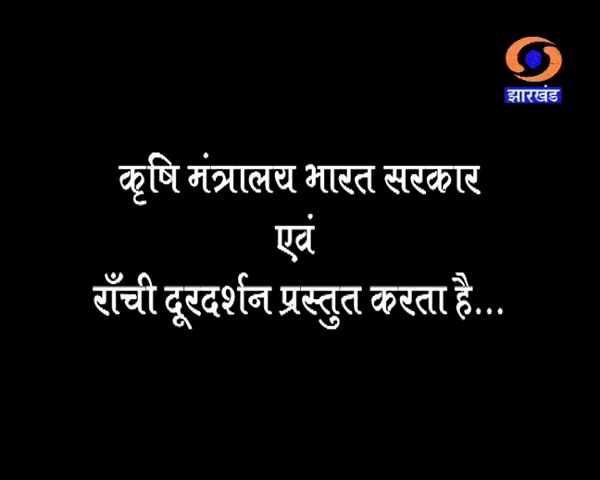 झारखंड
कृषि मंत्रालय भारत सरकार
एवं
राँची दूरदर्शन प्रस्तुत करता है...